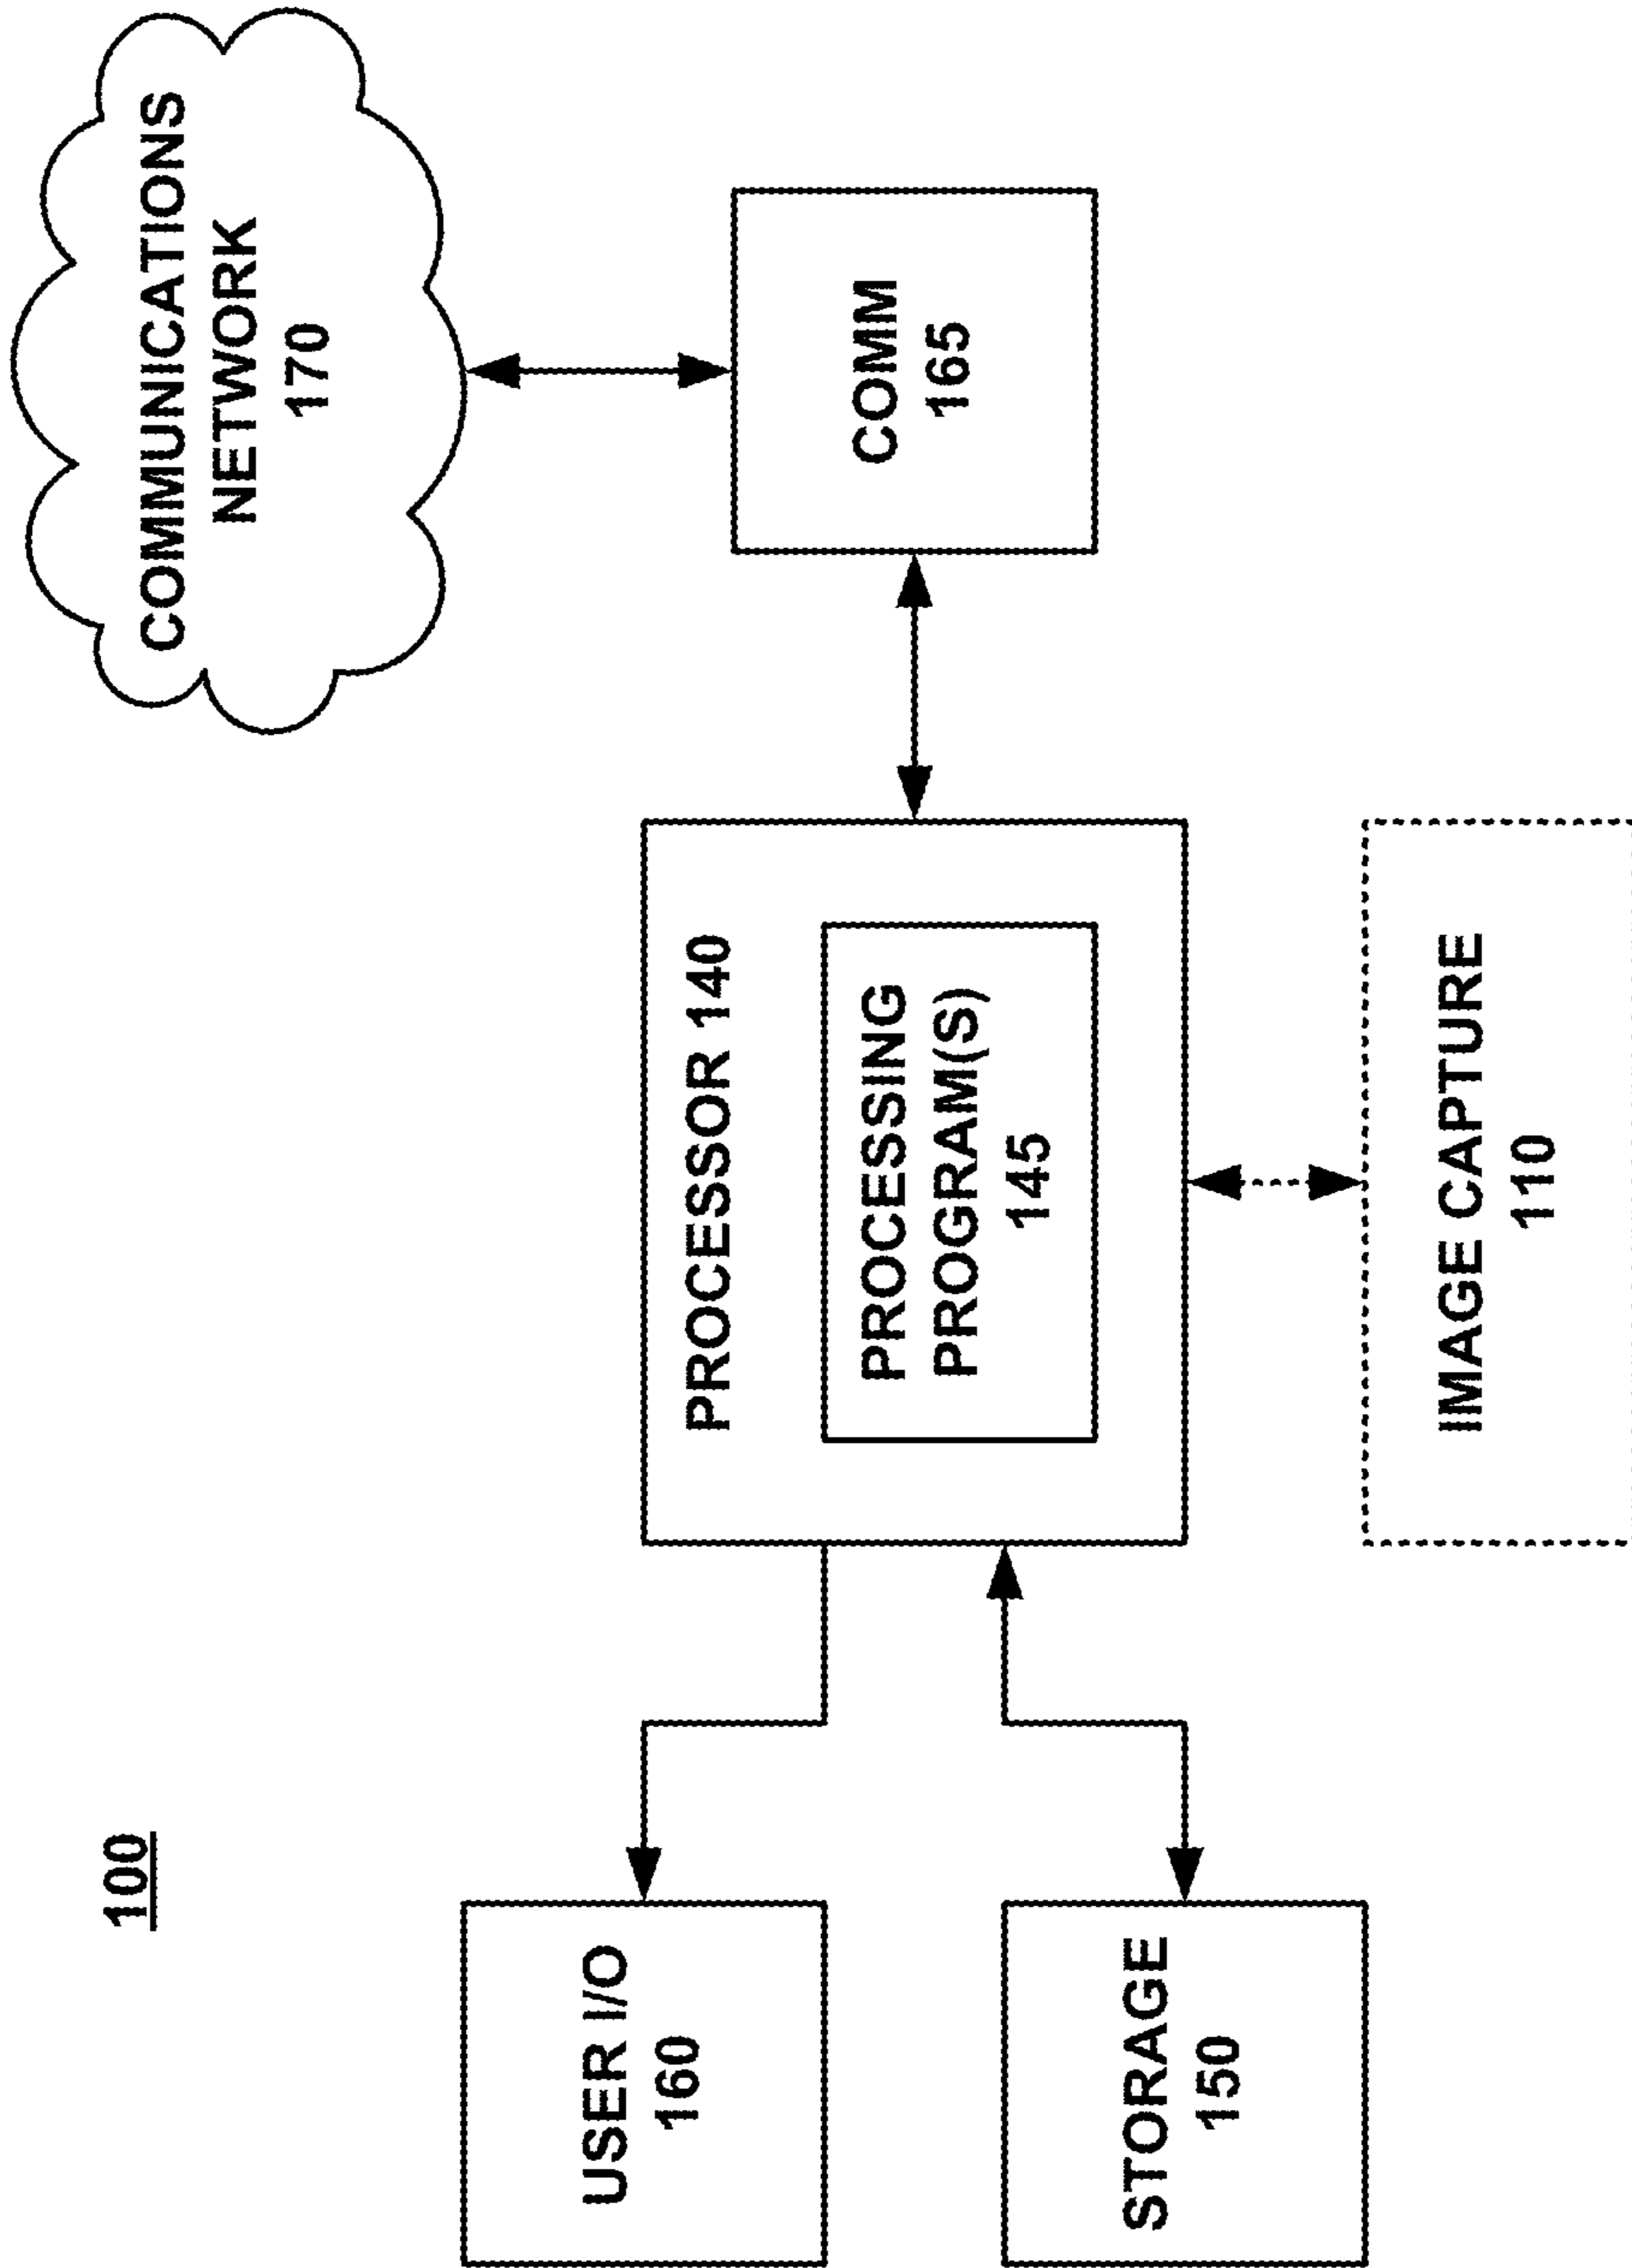 100
COMMUNICATIONS
NETWORK
170
USER I/O
160
PROCESSOR 140
PROCESSING
PROGRAM(S)
145
COMM
165
STORAGE
150
IMAGE CAPTURE
110